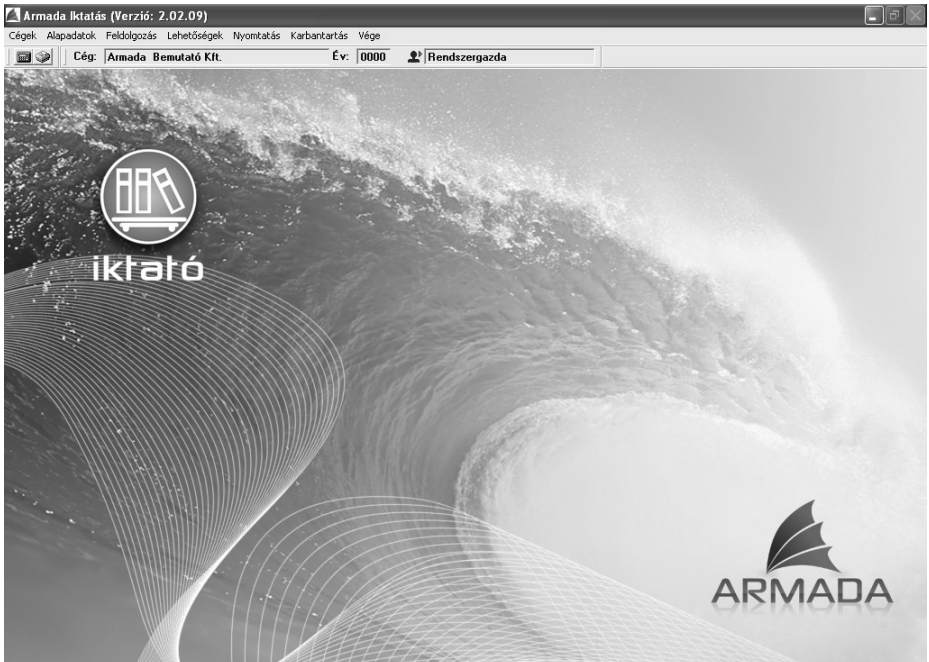 Armada Iktatás (Verzió: 2.02.09)
Cégek Alapadatok Feldolgozás Lehetőségek Nyomtatás Karbantartás Vége
Cég: Armada Bemutató Kft. Év: 0000 Rendszergazda
iktató
ARMADA